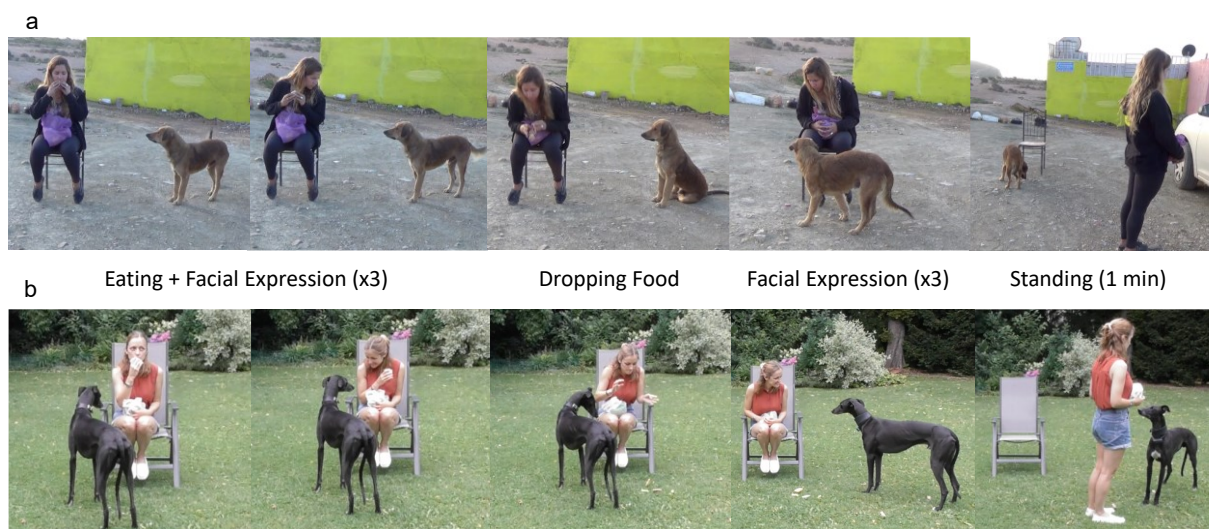 a
Eating + Facial Expression (x3)
Dropping Food
Facial Expression (x3)
Standing (1 min)
b